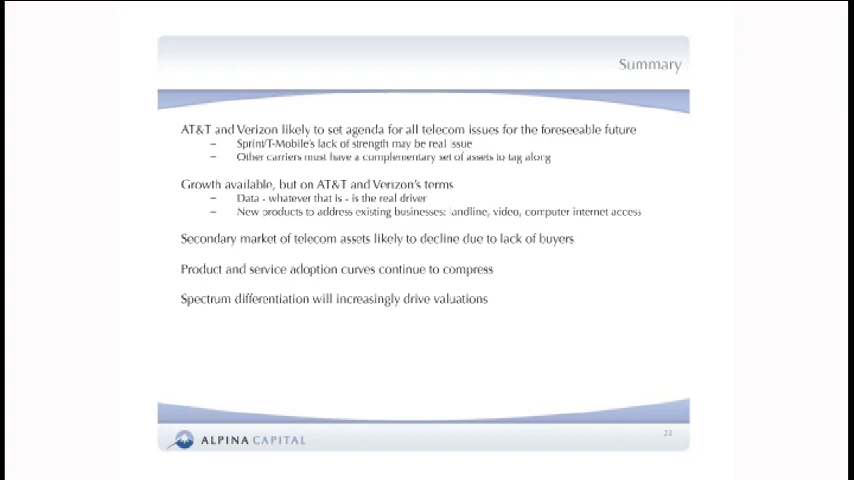 Summary
AT&T and Verizon likely to set agenda for all telecom issues for the foreseeable future
– Sprint/T-Mobile's lack of strength may be real issue
– Other carriers must have a complementary set of assets to tag along
Growth available, but on AT&T and Verizon's terms
– Data - whatever that is - is the real driver
– New products to address existing businesses: landline, video, computer internet access
Secondary market of telecom assets likely to decline due to lack of buyers
Product and service adoption curves continue to compress
Spectrum differentiation will increasingly drive valuations
23
ALPINA CAPITAL